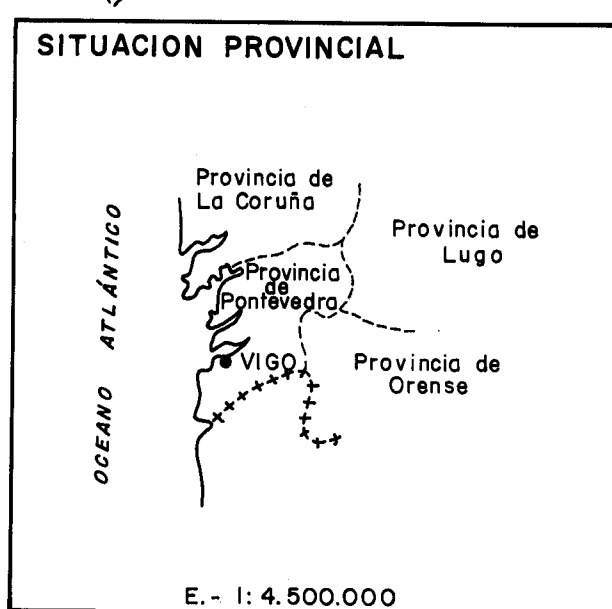 SITUACION PROVINCIAL
Provincia de
La Coruña
Provincia de
Lugo
Provincia
de
Pontevedra
OCEANO ATLÁNTICO
VIGO
Provincia de
Orense
E.- 1: 4.500.000